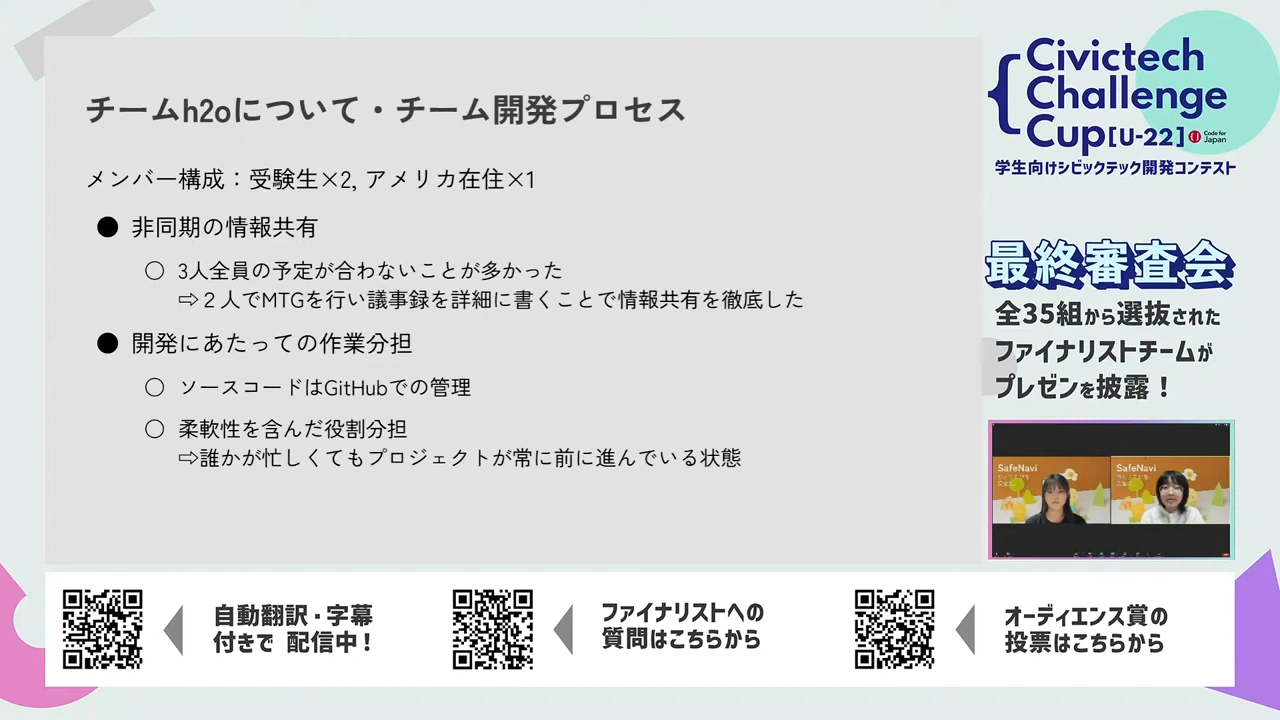 チームh2oについて・チーム開発プロセス
メンバー構成：受験生×2, アメリカ在住×1
● 非同期の情報共有
○ 3人全員の予定が合わないことが多かった
⇨２人でMTGを行い議事録を詳細に書くことで情報共有を徹底した
● 開発にあたっての作業分担
○ ソースコードはGitHubでの管理
○ 柔軟性を含んだ役割分担
⇨誰かが忙しくてもプロジェクトが常に前に進んでいる状態
Civictech
Challenge
Cup[U-22]
Code for
Japan
学生向けシビックテック開発コンテスト
最終審査会
全35組から選抜された
ファイナリストチームが
プレゼンを披露！
SafeNavi
SafeNavi
自動翻訳・字幕
付きで 配信中！
ファイナリストへの
質問はこちらから
オーディエンス賞の
投票はこちらから